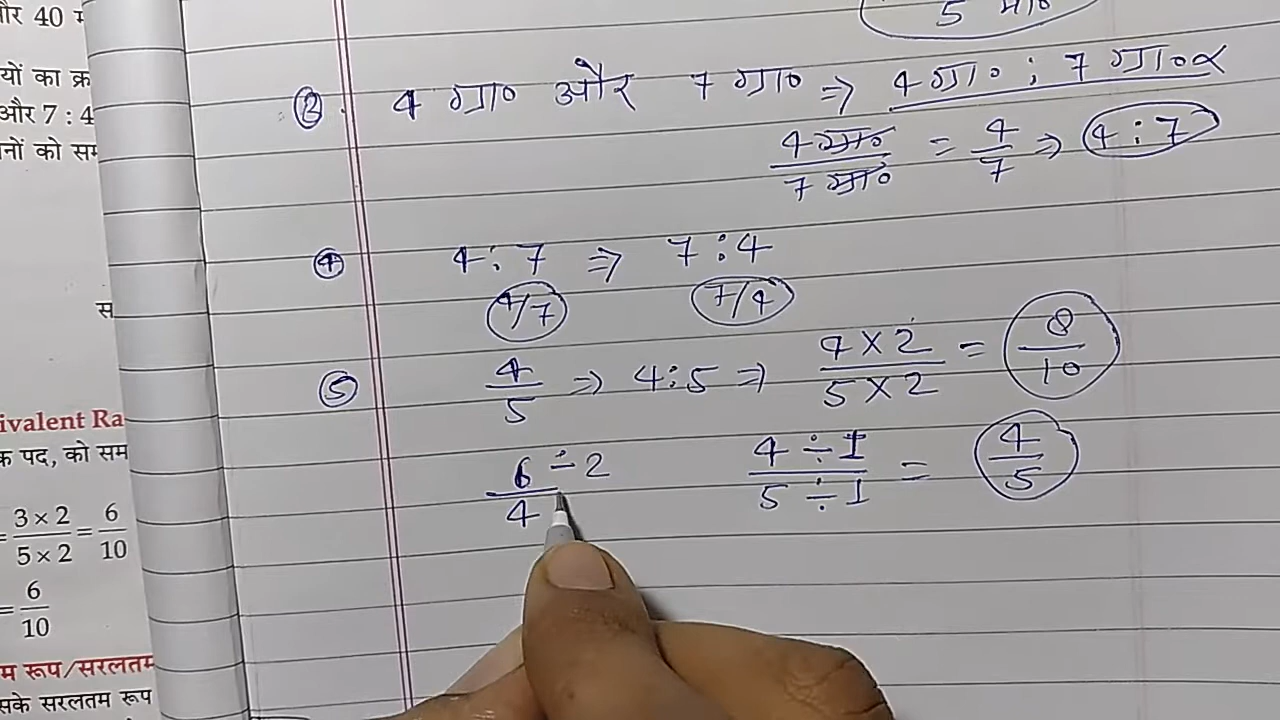 और 40
यों का क्र
और 7 : 4
नों को सम
स
ivalent Ra
क पद, को सम
= 3 × 2 / 5 × 2 = 6 / 10
= 6 / 10
म रूप/सरलतम
सके सरलतम रूप
5
② . 4 ग्रा० और 7 ग्रा० ⇒ 4 ग्रा० : 7 ग्रा०
4 ग्रा० / 7 ग्रा० = 4 / 7 ⇒ 4 : 7
④ 4 : 7 ⇒ 7 : 4
4/7 7/4
⑤ 4 / 5 ⇒ 4 : 5 ⇒ 4 × 2 / 5 × 2 = 8 / 10
6 ÷ 2 / 4 4 ÷ 1 / 5 ÷ 1 = 4 / 5